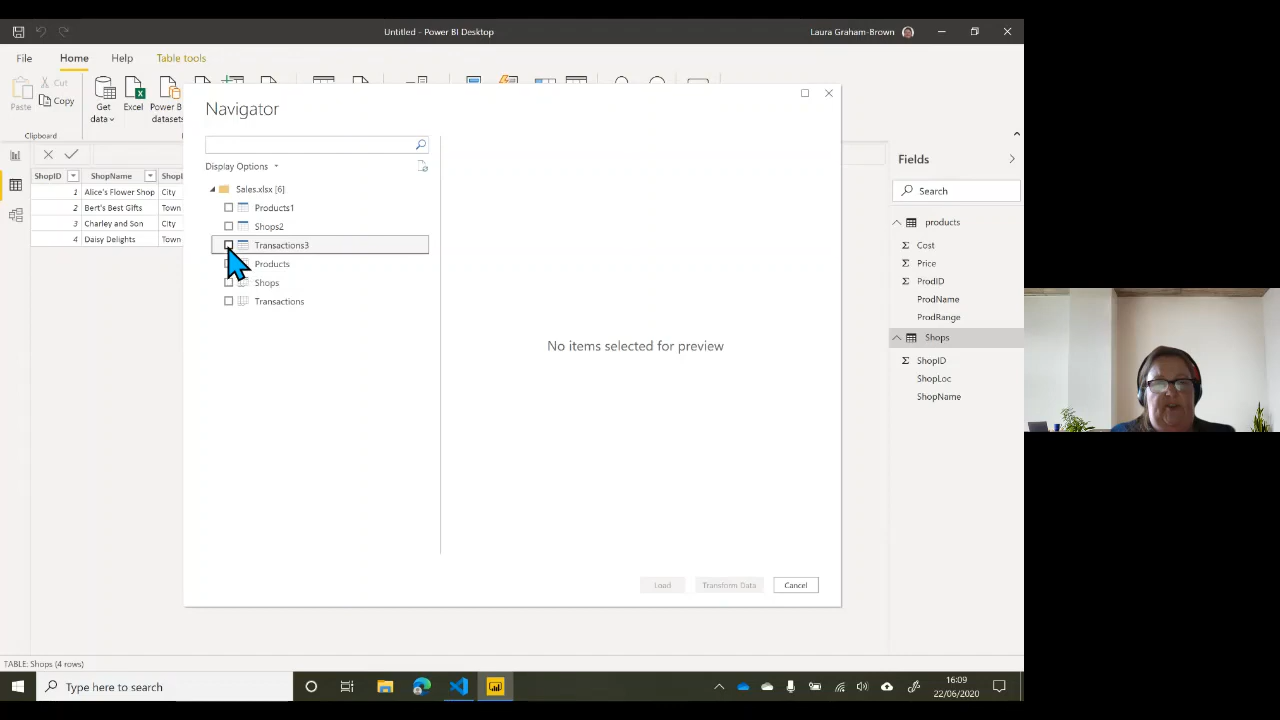 Untitled - Power BI Desktop
Laura Graham-Brown
File
Home
Help
Table tools
Paste
Cut
Copy
Get data
Excel
Power BI datasets
Clipboard
ShopID
ShopName
1 Alice's Flower Shop City
2 Bert's Best Gifts Town
3 Charley and Son City
4 Daisy Delights Town
Navigator
Display Options
Sales.xlsx [6]
Products1
Shops2
Transactions3
Products
Shops
Transactions
No items selected for preview
Load
Transform Data
Cancel
Fields
Search
products
Cost
Price
ProdID
ProdName
ProdRange
Shops
ShopID
ShopLoc
ShopName
TABLE: Shops (4 rows)
Type here to search
16:09
22/06/2020